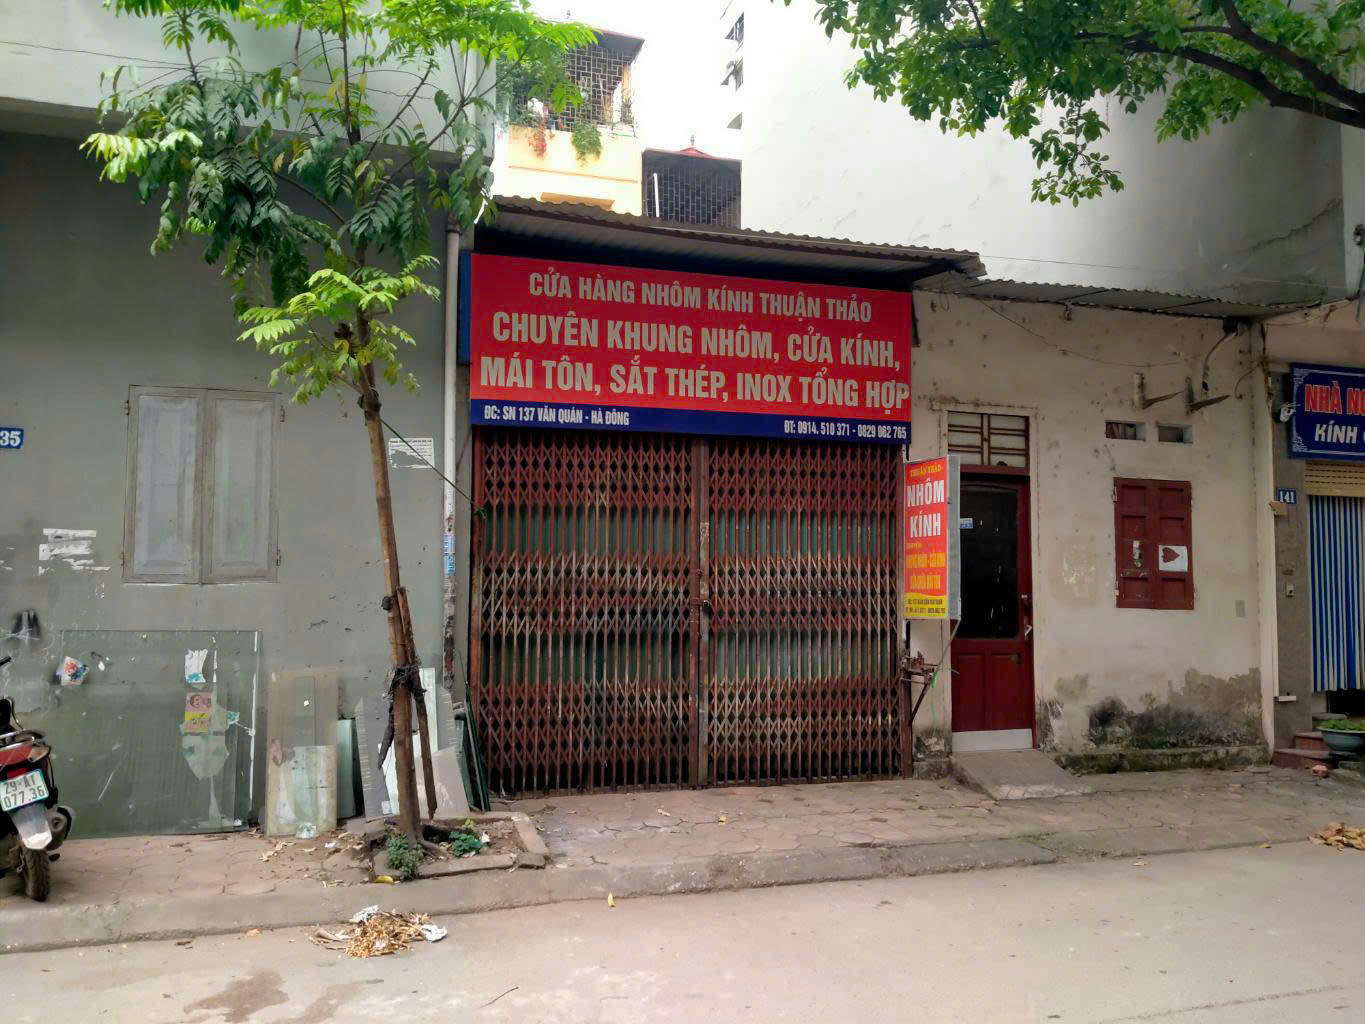 CỬA HÀNG NHÔM KÍNH THUẬN THẢO
CHUYÊN KHUNG NHÔM, CỬA KÍNH,
MÁI TÔN, SẮT THÉP, INOX TỔNG HỢP
ĐC: SN 137 VĂN QUÁN - HÀ ĐÔNG
ĐT: 0914. 510 371 - 0829 062 765
THUẬN THẢO
NHÔM
KÍNH
35
141
NHÀ
KÍNH
077.36